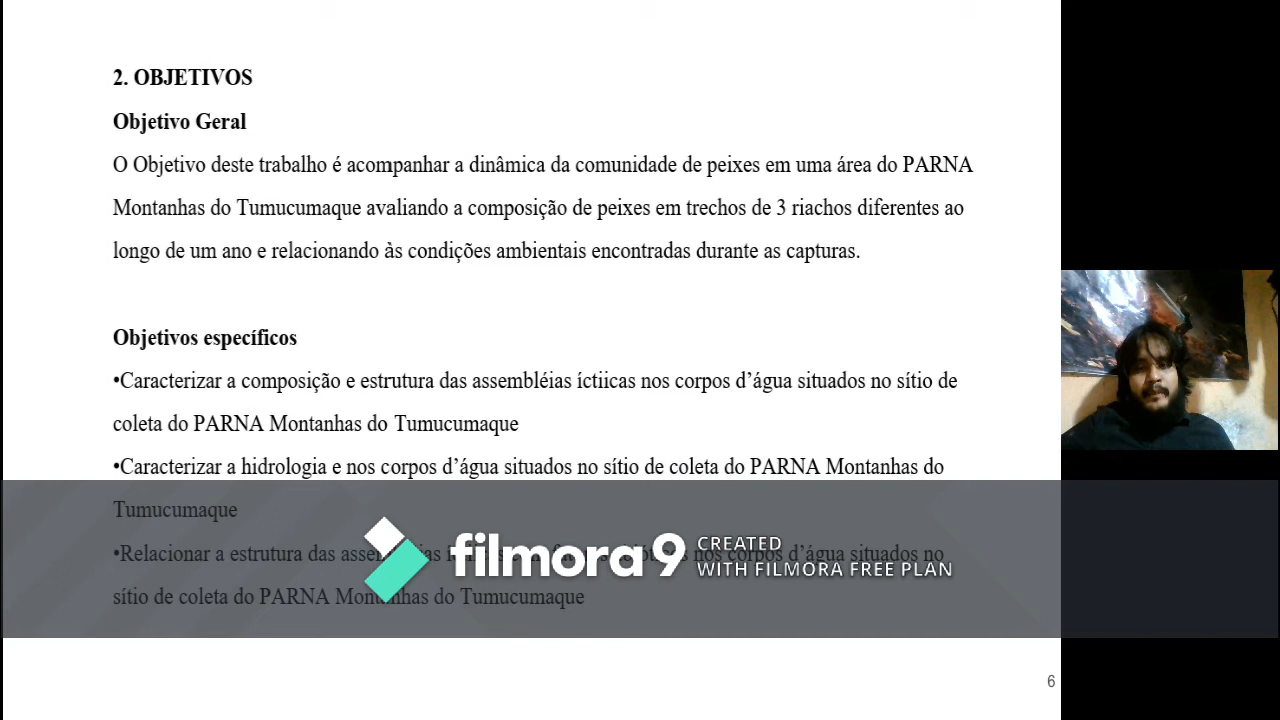 2. OBJETIVOS
Objetivo Geral
O Objetivo deste trabalho é acompanhar a dinâmica da comunidade de peixes em uma área do PARNA
Montanhas do Tumucumaque avaliando a composição de peixes em trechos de 3 riachos diferentes ao
longo de um ano e relacionando às condições ambientais encontradas durante as capturas.
Objetivos específicos
•Caracterizar a composição e estrutura das assembléias íctiicas nos corpos d’água situados no sítio de
coleta do PARNA Montanhas do Tumucumaque
•Caracterizar a hidrologia e nos corpos d’água situados no sítio de coleta do PARNA Montanhas do
Tumucumaque
•Relacionar a estrutura das nos corpos d’água situados no
sítio de coleta do PARNA Montanhas do Tumucumaque
filmora 9 CREATED
WITH FILMORA FREE PLAN
6